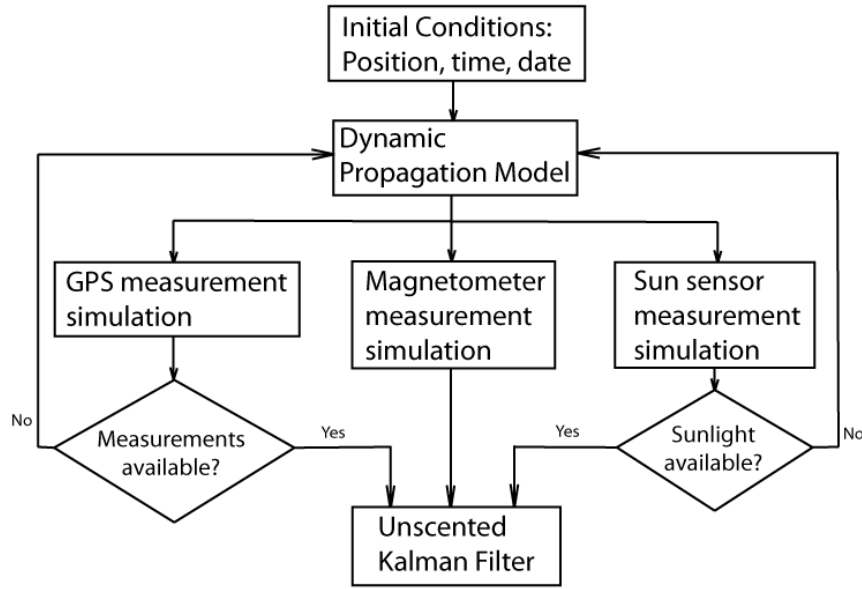 Initial Conditions:
Position, time, date
Dynamic
Propagation Model
GPS measurement
simulation
Magnetometer
measurement
simulation
Sun sensor
measurement
simulation
No
Measurements
available?
Yes
Yes
Sunlight
available?
No
Unscented
Kalman Filter